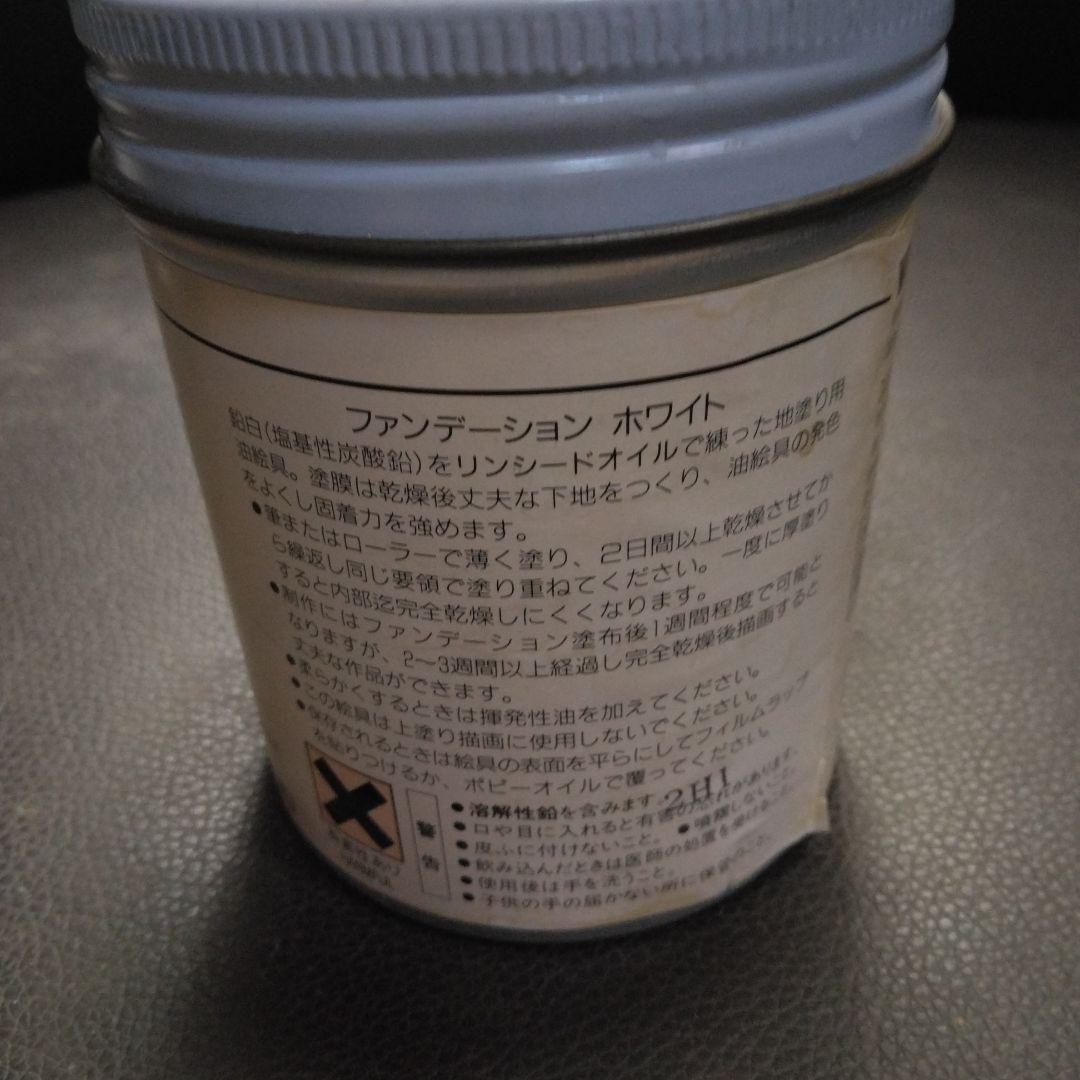 ファンデーション ホワイト
鉛白(塩基性炭酸鉛)をリンシードオイルで練った地塗り用
油絵具。塗膜は乾燥後丈夫な下地をつくり、油絵具の発色
をよくし固着力を強めます。
●筆またはローラーで薄く塗り、2日間以上乾燥させてか
ら繰返し同じ要領で塗り重ねてください。一度に厚塗り
すると内部迄完全乾燥しにくくなります。
●制作にはファンデーション塗布後1週間程度で可能と
なりますが、2〜3週間以上経過し完全乾燥後描画すると
丈夫な作品ができます。
●柔らかくするときは揮発性油を加えてください。
●この絵具は上塗り描画に使用しないでください。
●保存されるときは絵具の表面を平らにしてフィルムラップ
を貼りつけるか、ポピーオイルで覆ってください。
2H1
警告
●溶解性鉛を含みます
●口や目に入れると有害の恐れがあります。
●皮ふに付けないこと。 ●噴霧しないこと。
●飲み込んだときは医師の処置を受けること。
●使用後は手を洗うこと。
●子供の手の届かない所に保管のこと。